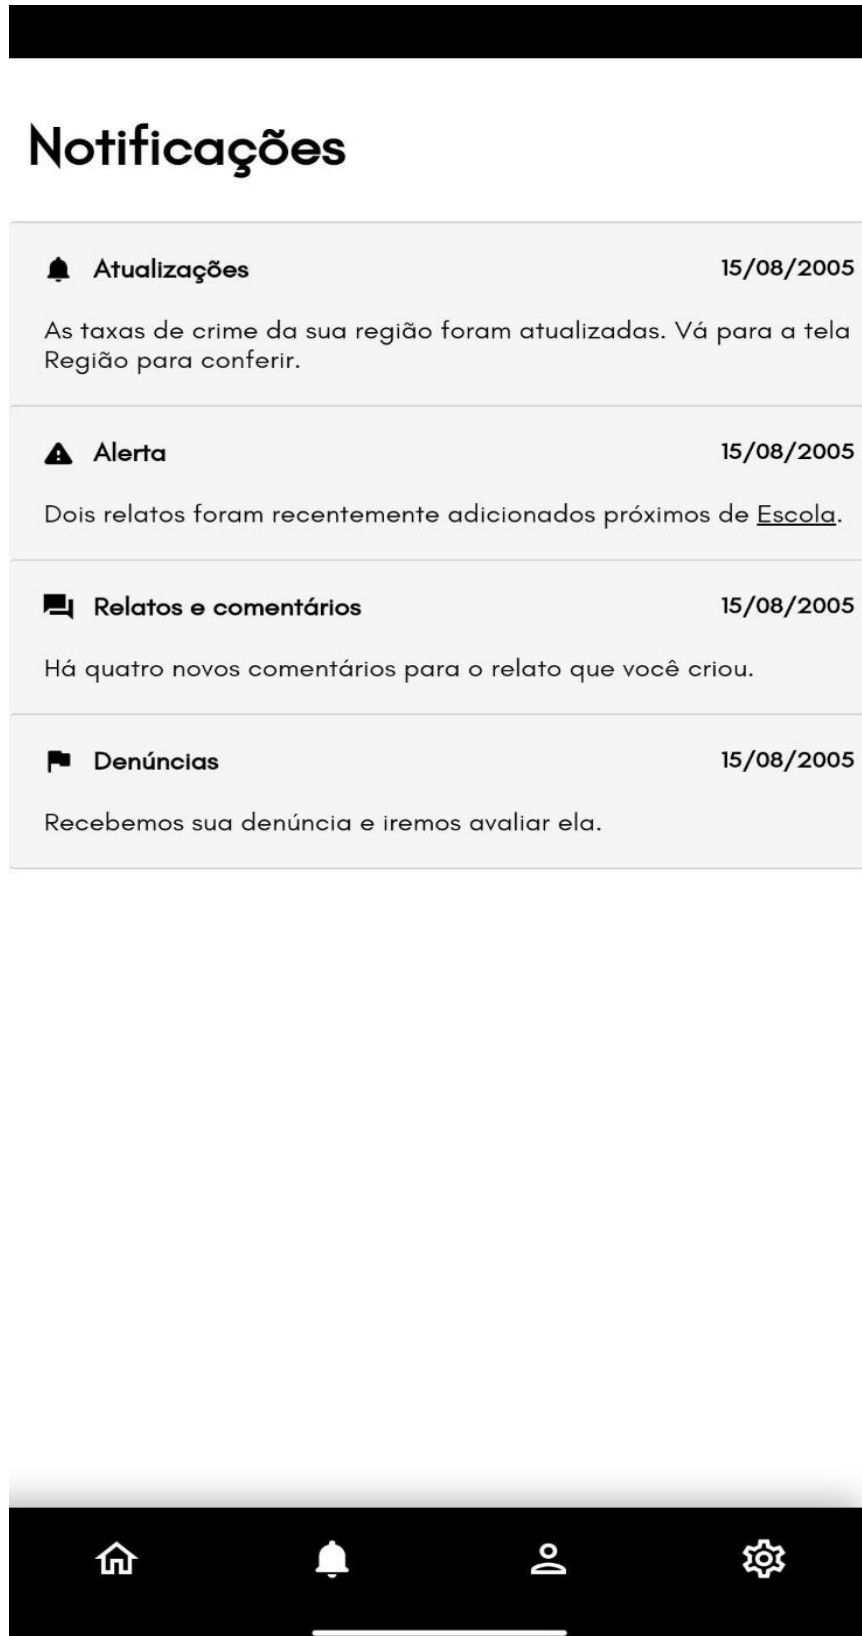 Notificações
Atualizações 15/08/2005
As taxas de crime da sua região foram atualizadas. Vá para a tela
Região para conferir.
Alerta 15/08/2005
Dois relatos foram recentemente adicionados próximos de Escola.
Relatos e comentários 15/08/2005
Há quatro novos comentários para o relato que você criou.
Denúncias 15/08/2005
Recebemos sua denúncia e iremos avaliar ela.